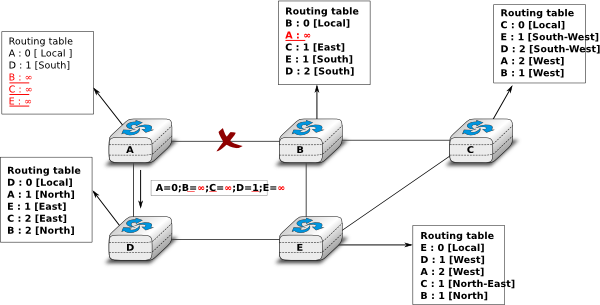 Routing table
A : 0 [ Local ]
D : 1 [South]
B : ∞
C : ∞
E : ∞
Routing table
B : 0 [Local]
A : ∞
C : 1 [East]
E : 1 [South]
D : 2 [South]
Routing table
C : 0 [Local]
E : 1 [South-West]
D : 2 [South-West]
A : 2 [West]
B : 1 [West]
A
B
C
Routing table
D : 0 [Local]
A : 1 [North]
E : 1 [East]
C : 2 [East]
B : 2 [North]
A=0;B=∞;C=∞;D=1;E=∞
D
E
Routing table
E : 0 [Local]
D : 1 [West]
A : 2 [West]
C : 1 [North-East]
B : 1 [North]